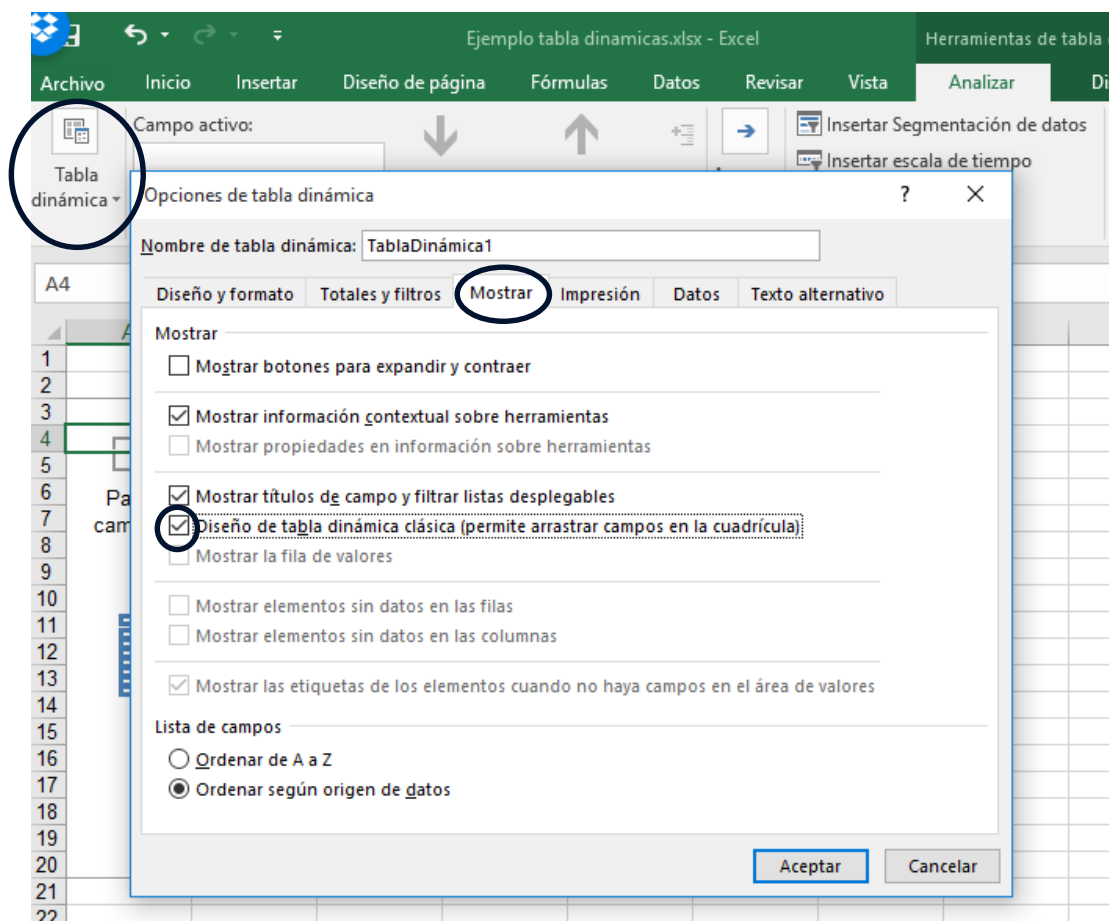 Ejemplo tabla dinamicas.xlsx - Excel
Herramientas de tabla
Archivo Inicio Insertar Diseño de página Fórmulas Datos Revisar Vista Analizar Di
Campo activo:
Insertar Segmentación de datos
Tabla
dinámica
Insertar escala de tiempo
Opciones de tabla dinámica ?
Nombre de tabla dinámica: TablaDinámica1
A4
Diseño y formato Totales y filtros Mostrar Impresión Datos Texto alternativo
Mostrar
Mostrar botones para expandir y contraer
Mostrar información contextual sobre herramientas
Mostrar propiedades en información sobre herramientas
Mostrar títulos de campo y filtrar listas desplegables
Diseño de tabla dinámica clásica (permite arrastrar campos en la cuadrícula)
Mostrar la fila de valores
Mostrar elementos sin datos en las filas
Mostrar elementos sin datos en las columnas
Mostrar las etiquetas de los elementos cuando no haya campos en el área de valores
Lista de campos
Ordenar de A a Z
Ordenar según origen de datos
Aceptar Cancelar
1
2
3
4
5
6 Pa
7 cam
8
9
10
11
12
13
14
15
16
17
18
19
20
21
22